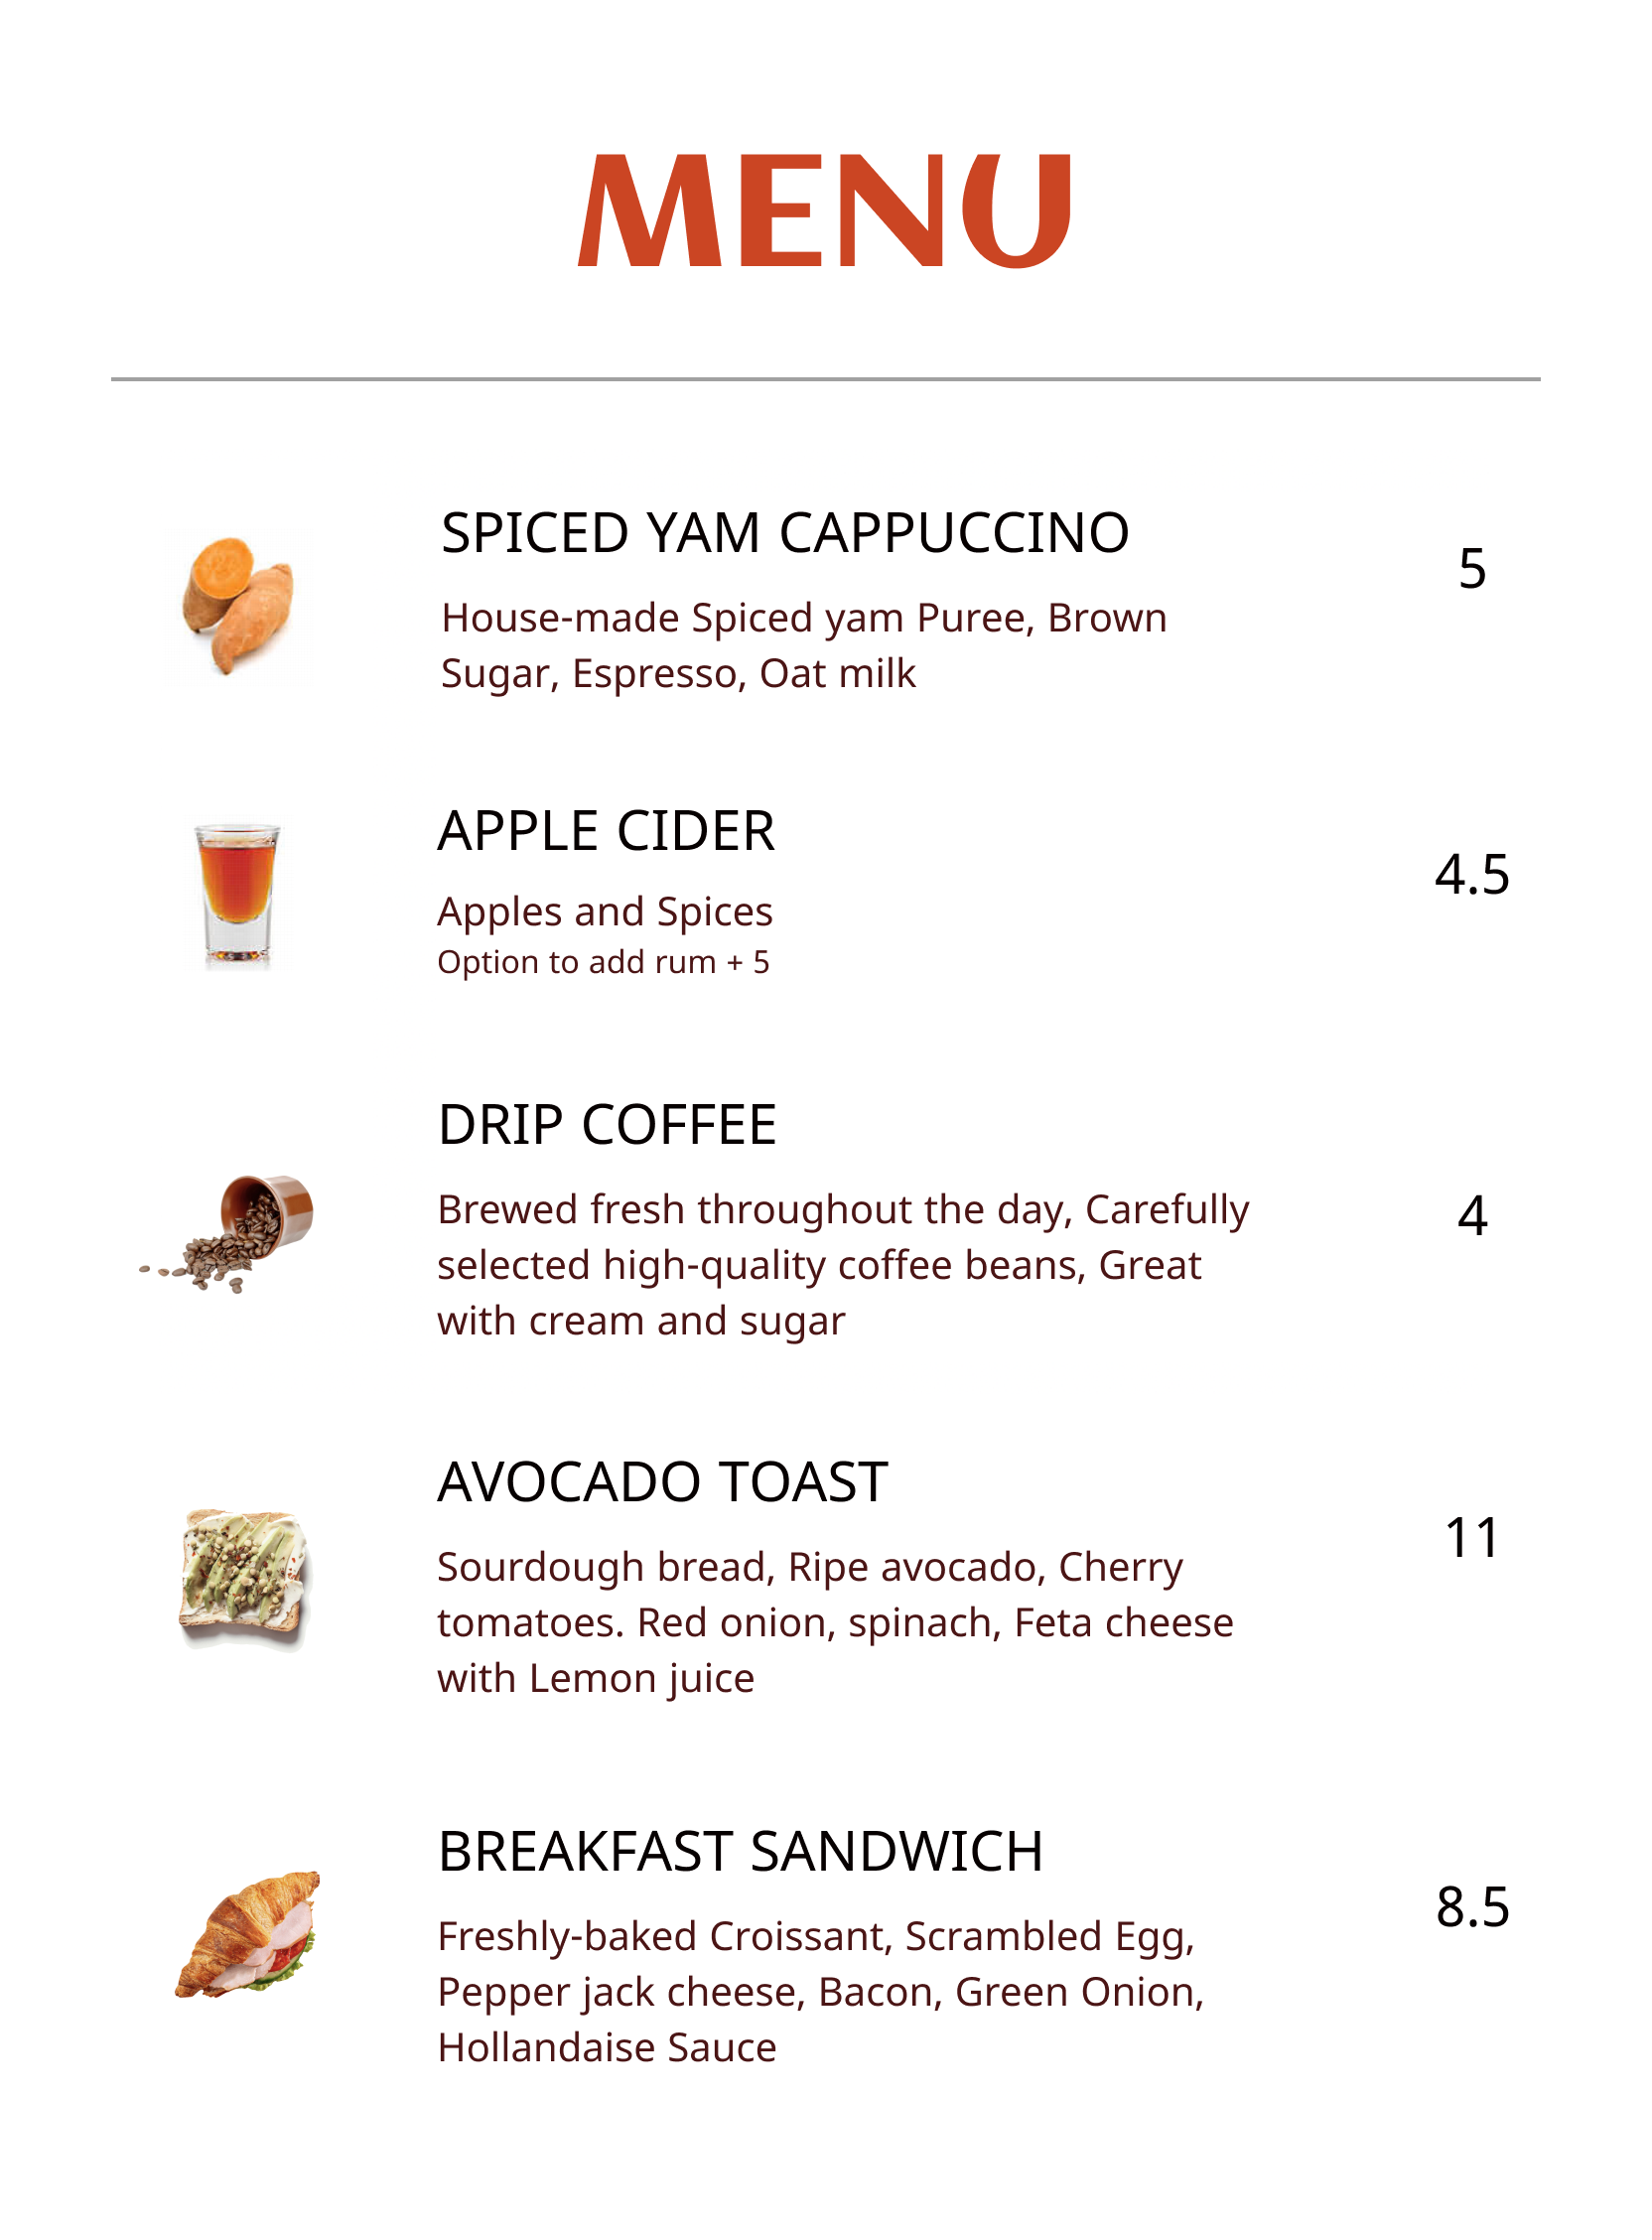 MENU
SPICED YAM CAPPUCCINO
5
House-made Spiced yam Puree, Brown
Sugar, Espresso, Oat milk
APPLE CIDER
4.5
Apples and Spices
Option to add rum + 5
DRIP COFFEE
4
Brewed fresh throughout the day, Carefully
selected high-quality coffee beans, Great
with cream and sugar
AVOCADO TOAST
11
Sourdough bread, Ripe avocado, Cherry
tomatoes. Red onion, spinach, Feta cheese
with Lemon juice
BREAKFAST SANDWICH
8.5
Freshly-baked Croissant, Scrambled Egg,
Pepper jack cheese, Bacon, Green Onion,
Hollandaise Sauce